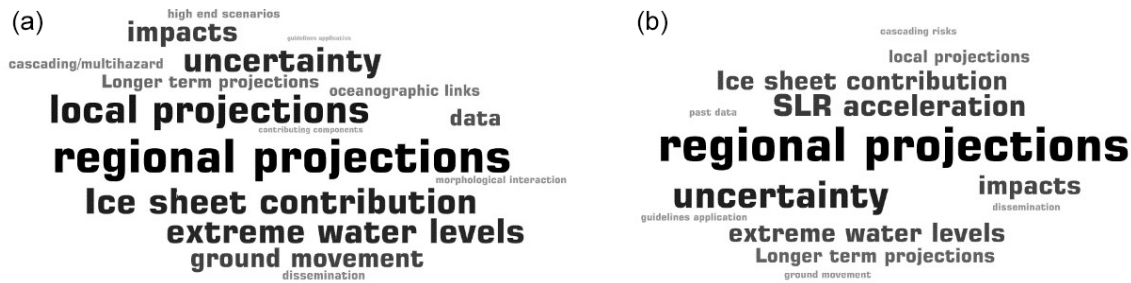 (a)
high end scenarios
impacts
guidelines application
uncertainty
cascading/multihazard
Longer term projections
oceanographic links
local projections
data
contributing components
regional projections
morphological interaction
Ice sheet contribution
extreme water levels
ground movement
dissemination
(b)
cascading risks
local projections
Ice sheet contribution
SLR acceleration
past data
regional projections
uncertainty
impacts
dissemination
guidelines application
extreme water levels
Longer term projections
ground movement